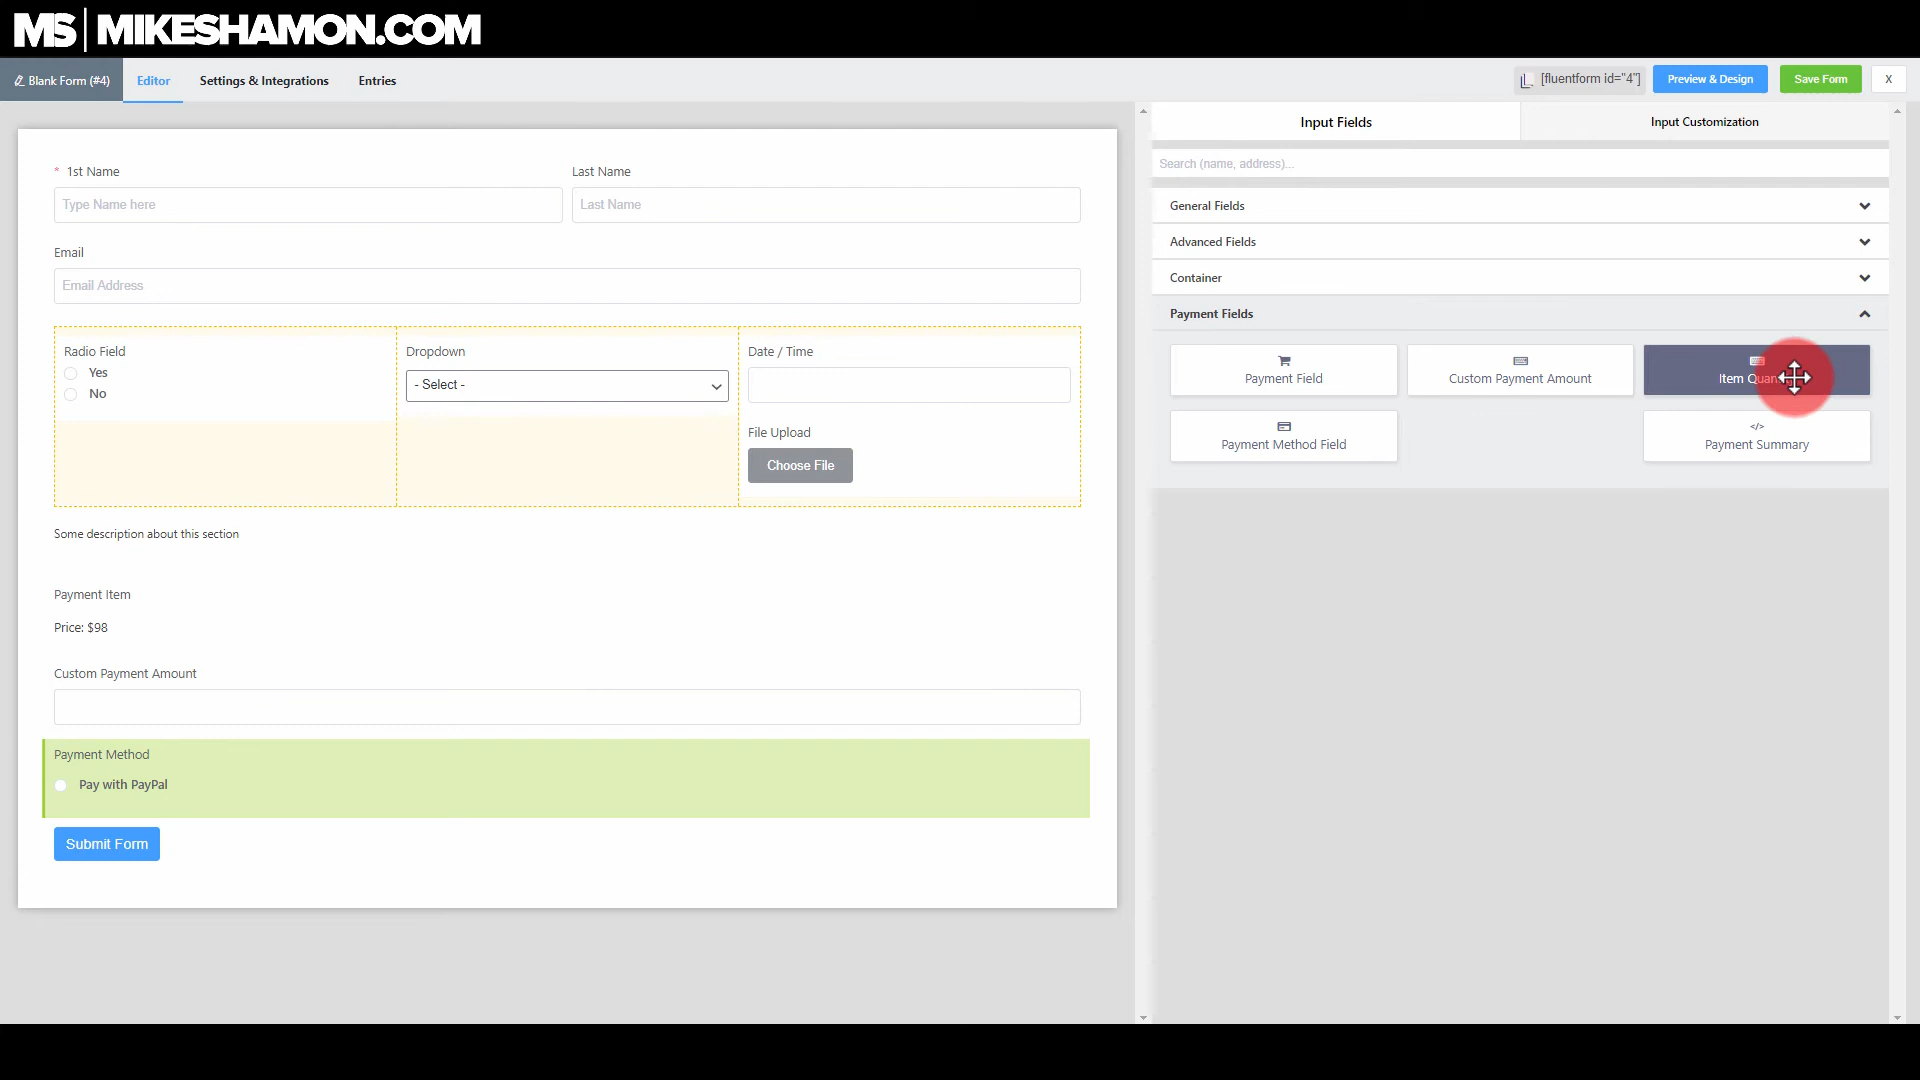 MS | MIKESHAMON.COM
Blank Form (#4)
Editor
Settings & Integrations
Entries
[fluentform id="4"]
Preview & Design
Save Form
X
Input Fields
Input Customization
Search (name, address)...
General Fields
Advanced Fields
Container
Payment Fields
Payment Field
Custom Payment Amount
Item
Payment Method Field
</> 
Payment Summary
* 1st Name
Last Name
Type Name here
Last Name
Email
Email Address
Radio Field
Yes
No
Dropdown
- Select -
Date / Time
File Upload
Choose File
Some description about this section
Payment Item
Price: $98
Custom Payment Amount
Payment Method
Pay with PayPal
Submit Form